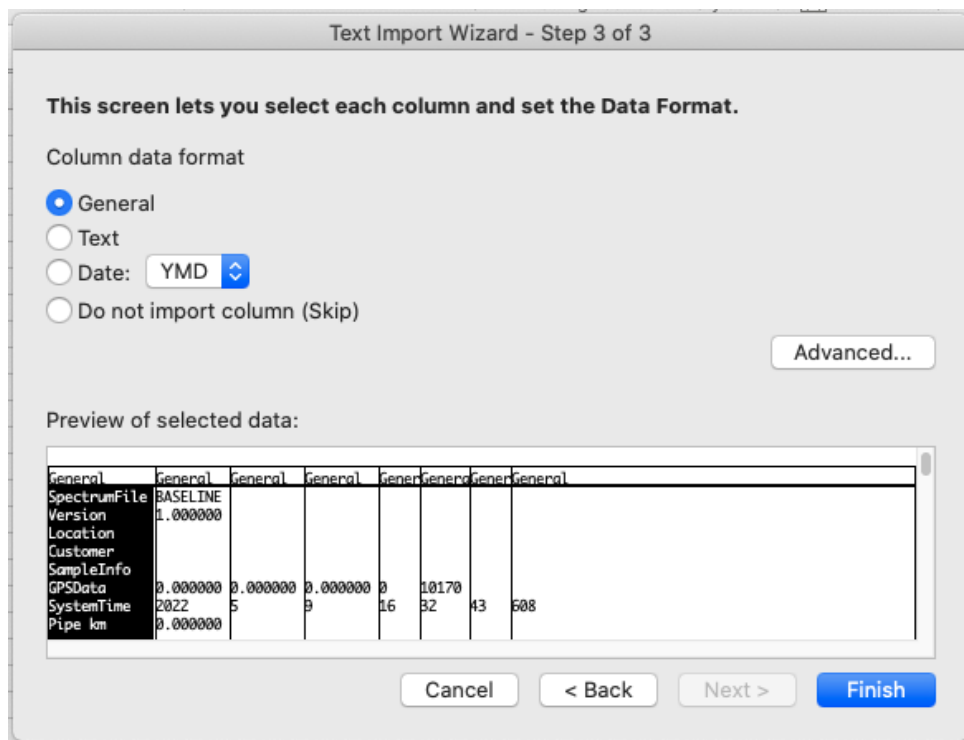 Text Import Wizard - Step 3 of 3
This screen lets you select each column and set the Data Format.
Column data format
General
Text
Date: YMD
Do not import column (Skip)
Advanced...
Preview of selected data:
General General General General Gener Genera Gener General
SpectrumFile BASELINE
Version 1.000000
Location
Customer
SampleInfo
GPSData 0.000000 0.000000 0.000000 0 10170
SystemTime 2022 5 9 16 32 43 608
Pipe km 0.000000
Cancel < Back Next > Finish